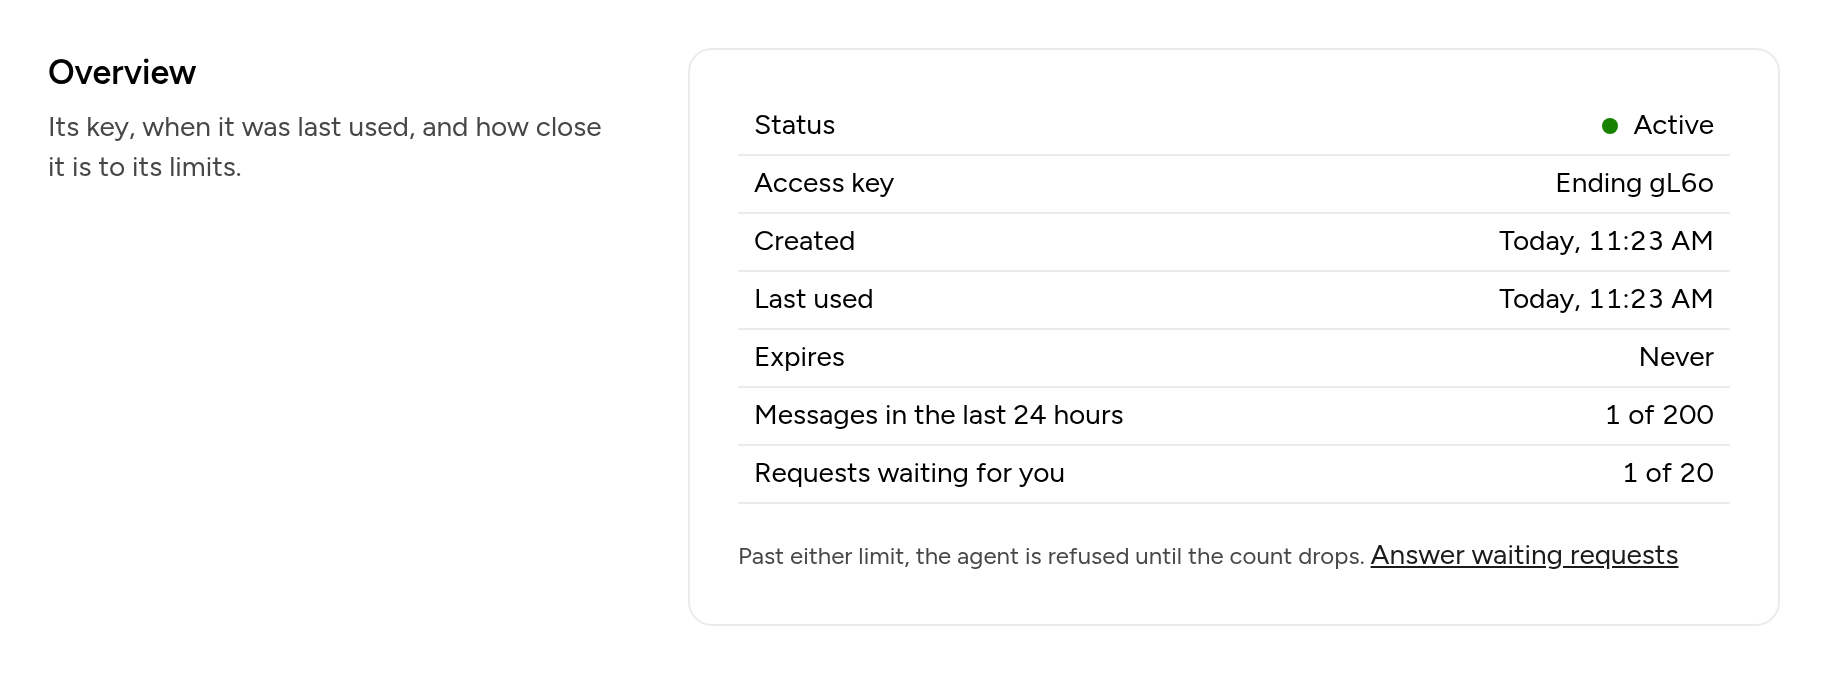 Overview
Its key, when it was last used, and how close
it is to its limits.
Status Active
Access key Ending gL6o
Created Today, 11:23 AM
Last used Today, 11:23 AM
Expires Never
Messages in the last 24 hours 1 of 200
Requests waiting for you 1 of 20
Past either limit, the agent is refused until the count drops. Answer waiting requests